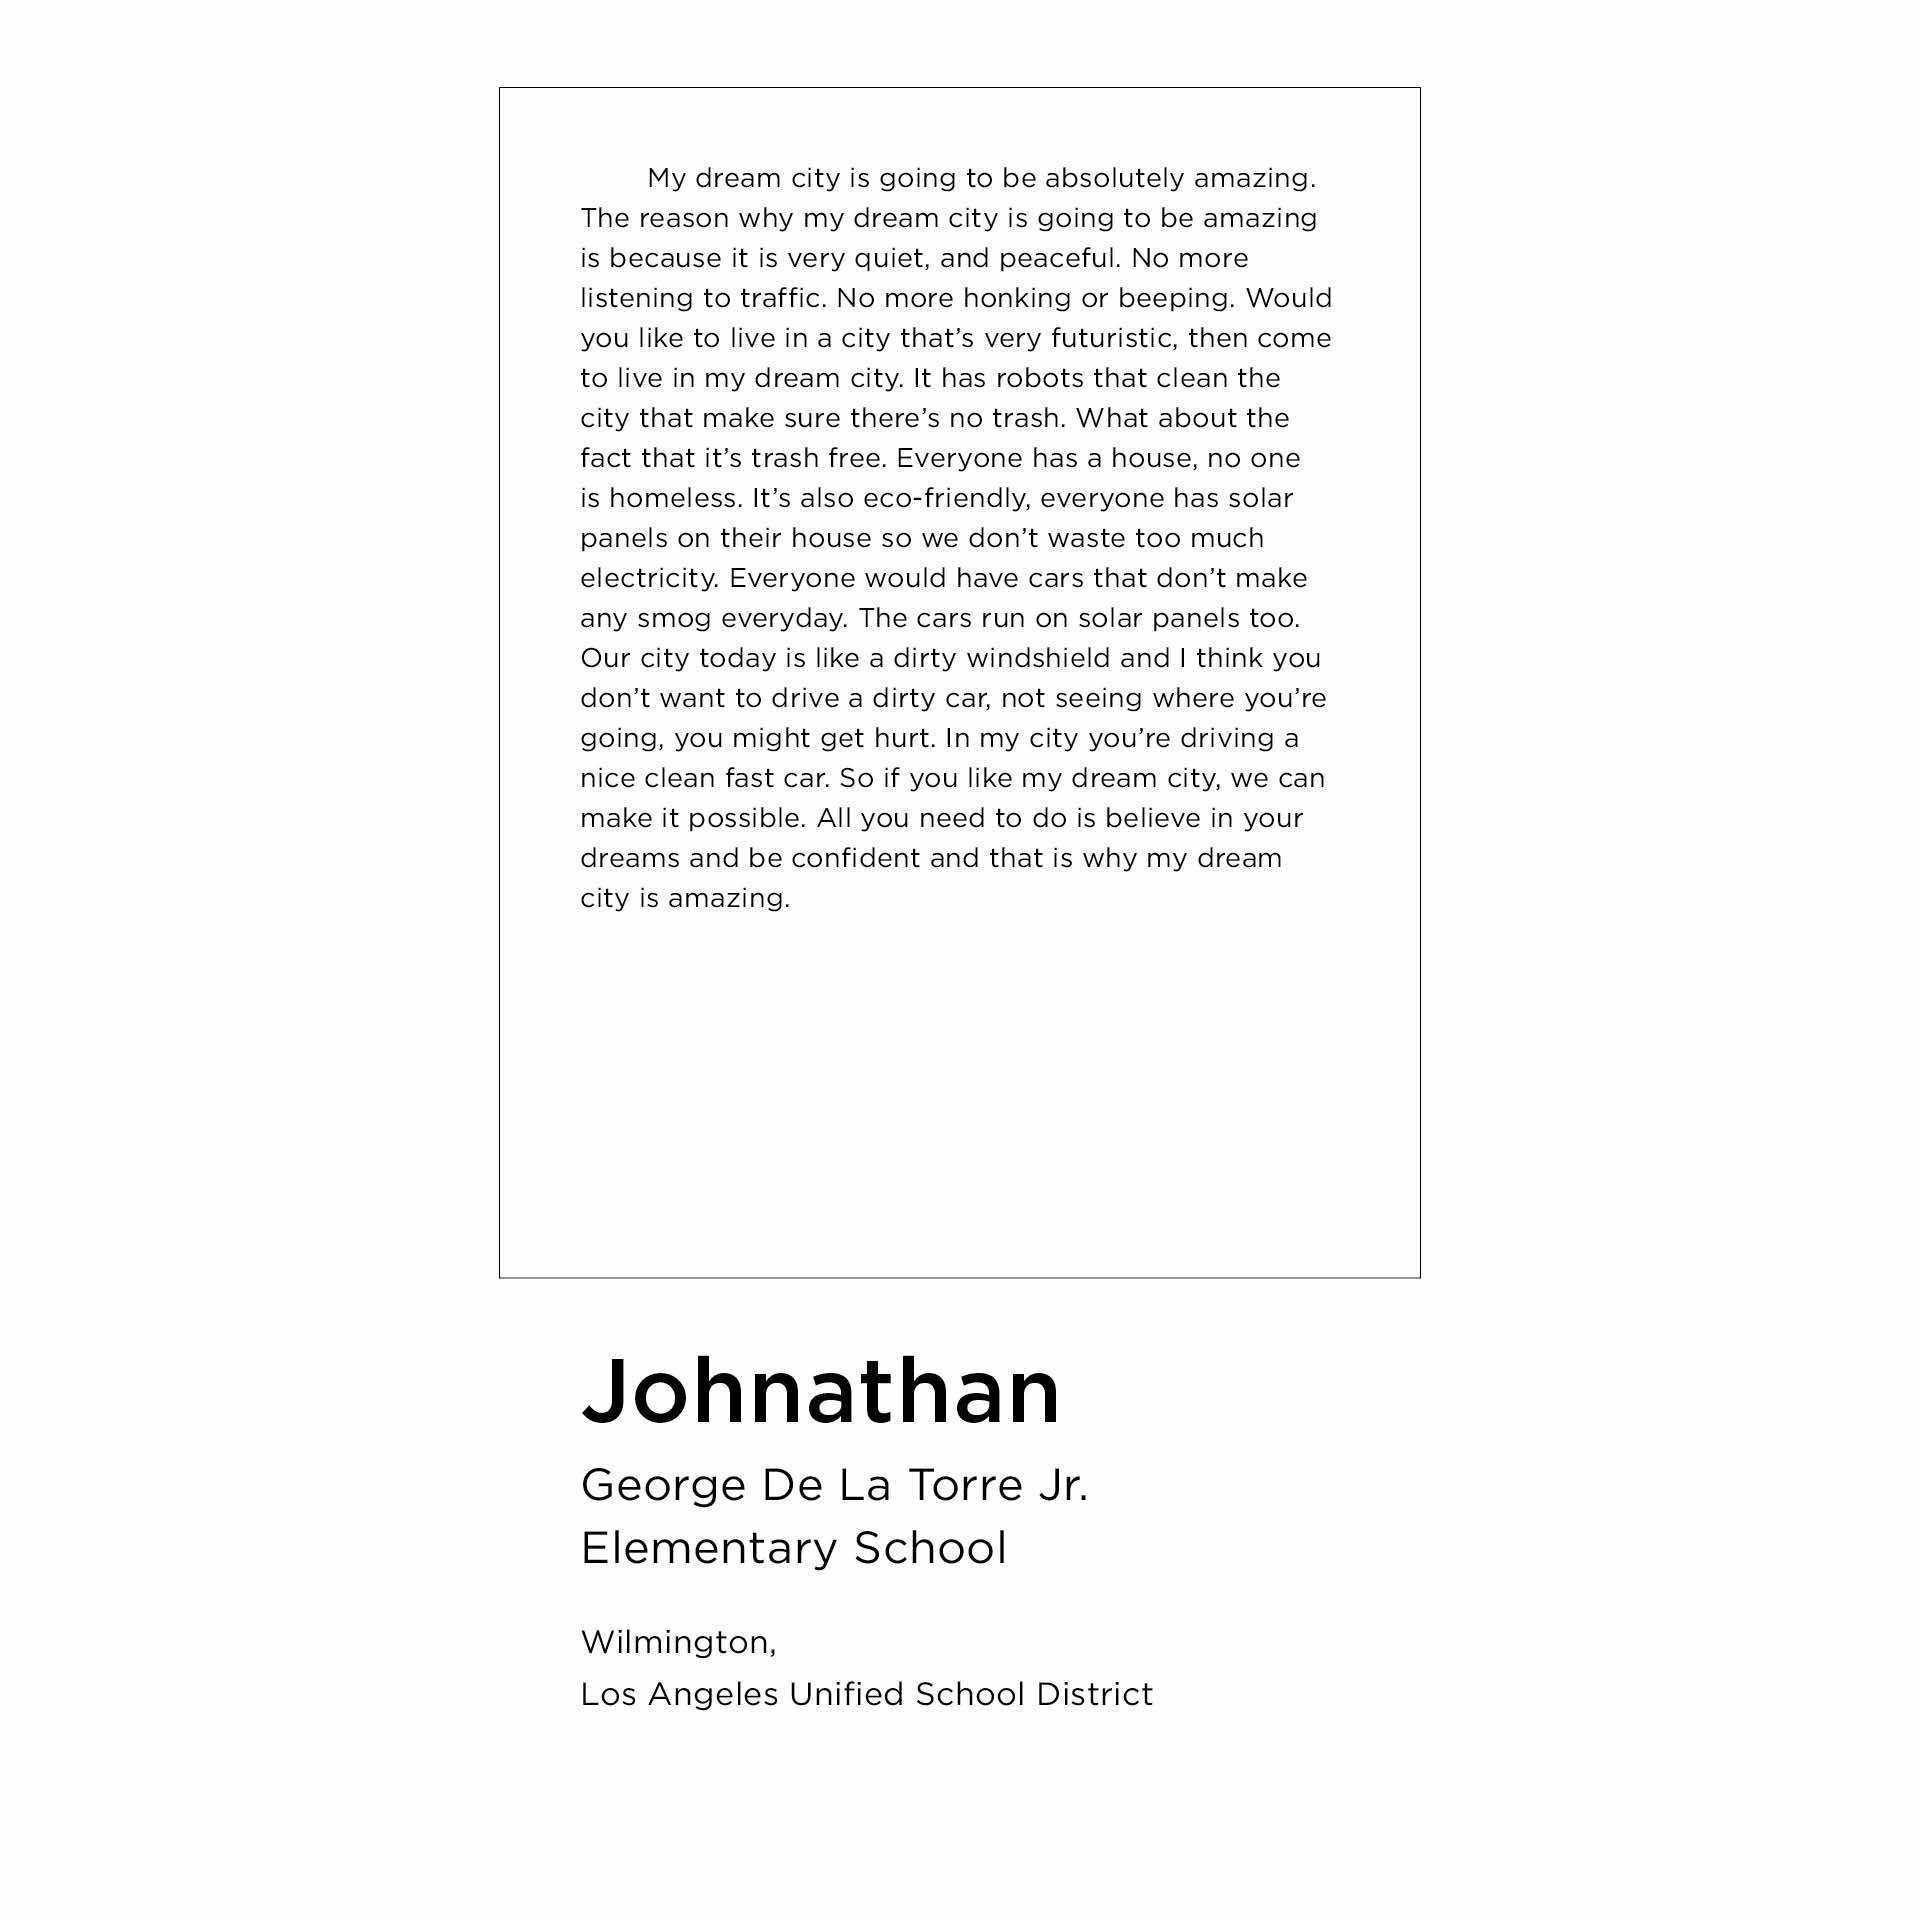 My dream city is going to be absolutely amazing.
The reason why my dream city is going to be amazing
is because it is very quiet, and peaceful. No more
listening to traffic. No more honking or beeping. Would
you like to live in a city that’s very futuristic, then come
to live in my dream city. It has robots that clean the
city that make sure there’s no trash. What about the
fact that it’s trash free. Everyone has a house, no one
is homeless. It’s also eco-friendly, everyone has solar
panels on their house so we don’t waste too much
electricity. Everyone would have cars that don’t make
any smog everyday. The cars run on solar panels too.
Our city today is like a dirty windshield and I think you
don’t want to drive a dirty car, not seeing where you’re
going, you might get hurt. In my city you’re driving a
nice clean fast car. So if you like my dream city, we can
make it possible. All you need to do is believe in your
dreams and be confident and that is why my dream
city is amazing.
Johnathan
George De La Torre Jr.
Elementary School
Wilmington,
Los Angeles Unified School District